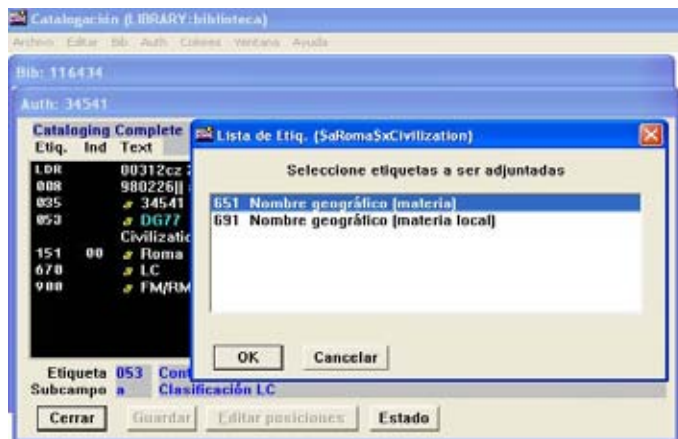 Catalogación (LIBRARY:biblioteca)
Archivo Editar Bib Auth Colores Ventana Ayuda
Bib: 116434
Auth: 34541
Cataloging Complete
Etiq. Ind Text
LDR 00312cz
008 980226||
035 a 34541
053 a DG77
Civilizatio
151 00 a Roma
670 a LC
900 a FM/RM
Etiqueta 053 Cont
Subcampo a Clasificación LC
Cerrar Guardar Editar posiciones Estado
Lista de Etiq. ($aRoma$xCivilization)
Seleccione etiquetas a ser adjuntadas
651 Nombre geográfico (materia)
691 Nombre geográfico (materia local)
OK Cancelar